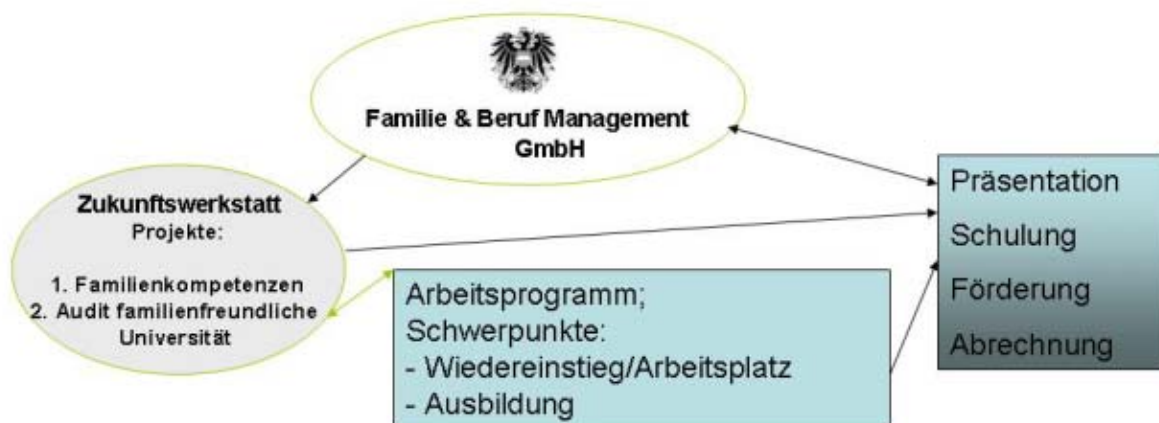 Familie & Beruf Management
GmbH
Zukunftswerkstatt
Projekte:
1. Familienkompetenzen
2. Audit familienfreundliche
Universität
Arbeitsprogramm;
Schwerpunkte:
- Wiedereinstieg/Arbeitsplatz
- Ausbildung
Präsentation
Schulung
Förderung
Abrechnung